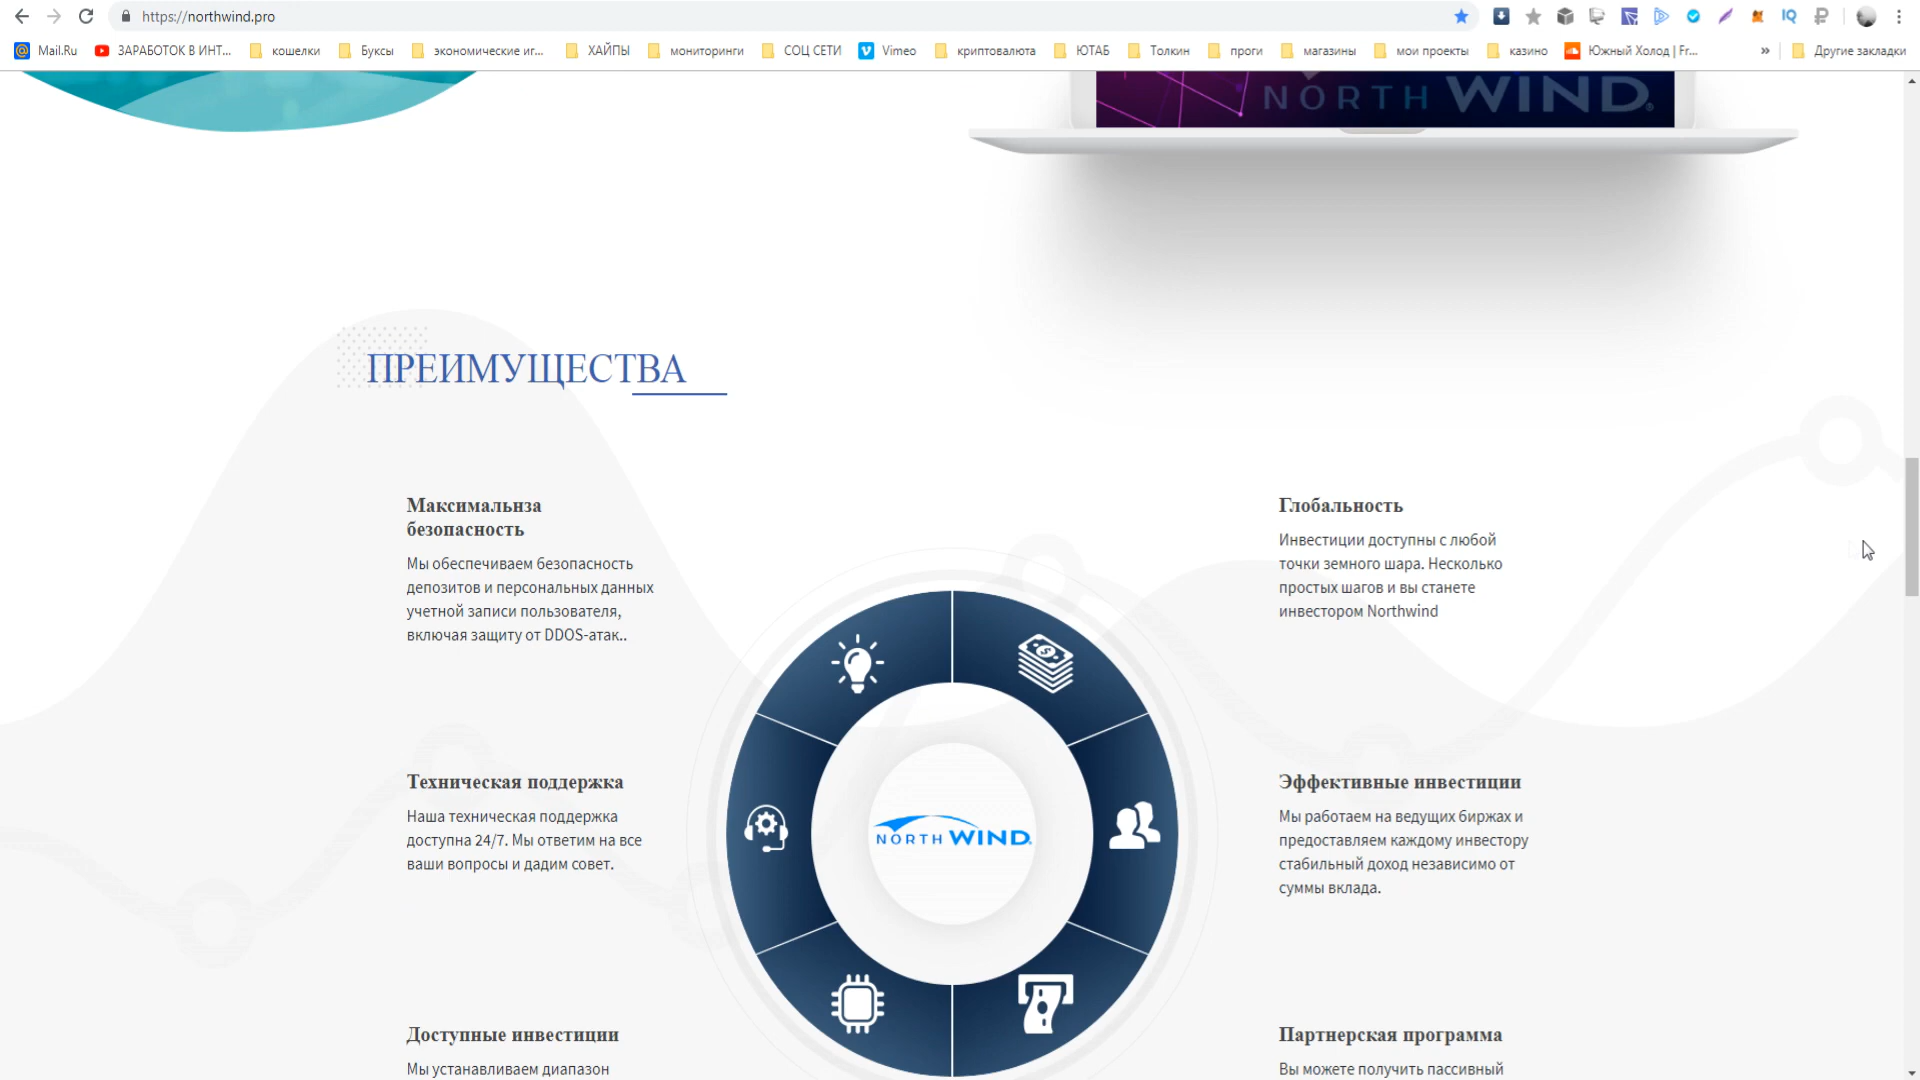 https://northwind.pro
Mail.Ru
ЗАРАБОТОК В ИНТ...
кошелки
Буксы
экономические иг...
ХАЙПЫ
мониторинги
СОЦ СЕТИ
Vimeo
криптовалюта
ЮТАБ
Толкин
проги
магазины
мои проекты
казино
Южный Холод | Fr...
»
Другие закладки
NORTH WIND®
ПРЕИМУЩЕСТВА
Максимальнза
безопасность
Мы обеспечиваем безопасность
депозитов и персональных данных
учетной записи пользователя,
включая защиту от DDOS-атак..
Глобальность
Инвестиции доступны с любой
точки земного шара. Несколько
простых шагов и вы станете
инвестором Northwind
Техническая поддержка
Наша техническая поддержка
доступна 24/7. Мы ответим на все
ваши вопросы и дадим совет.
NORTH WIND®
Эффективные инвестиции
Мы работаем на ведущих биржах и
предоставляем каждому инвестору
стабильный доход независимо от
суммы вклада.
Доступные инвестиции
Мы устанавливаем диапазон
Партнерская программа
Вы можете получить пассивный